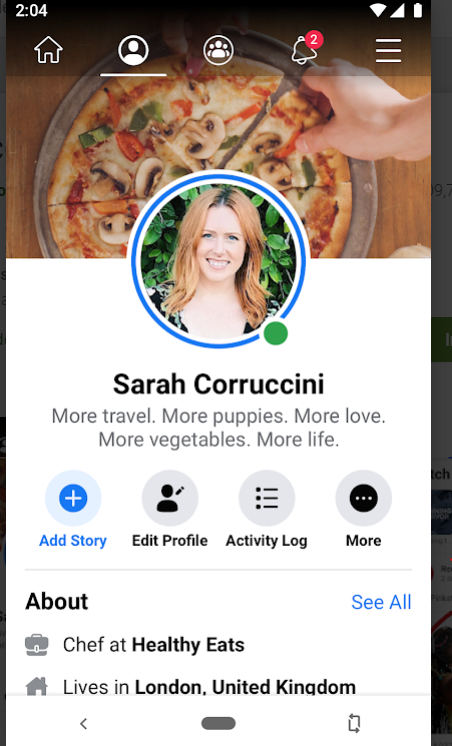 2:04
2
Sarah Corruccini
More travel. More puppies. More love.
More vegetables. More life.
Add Story
Edit Profile
Activity Log
More
About
See All
Chef at Healthy Eats
Lives in London, United Kingdom